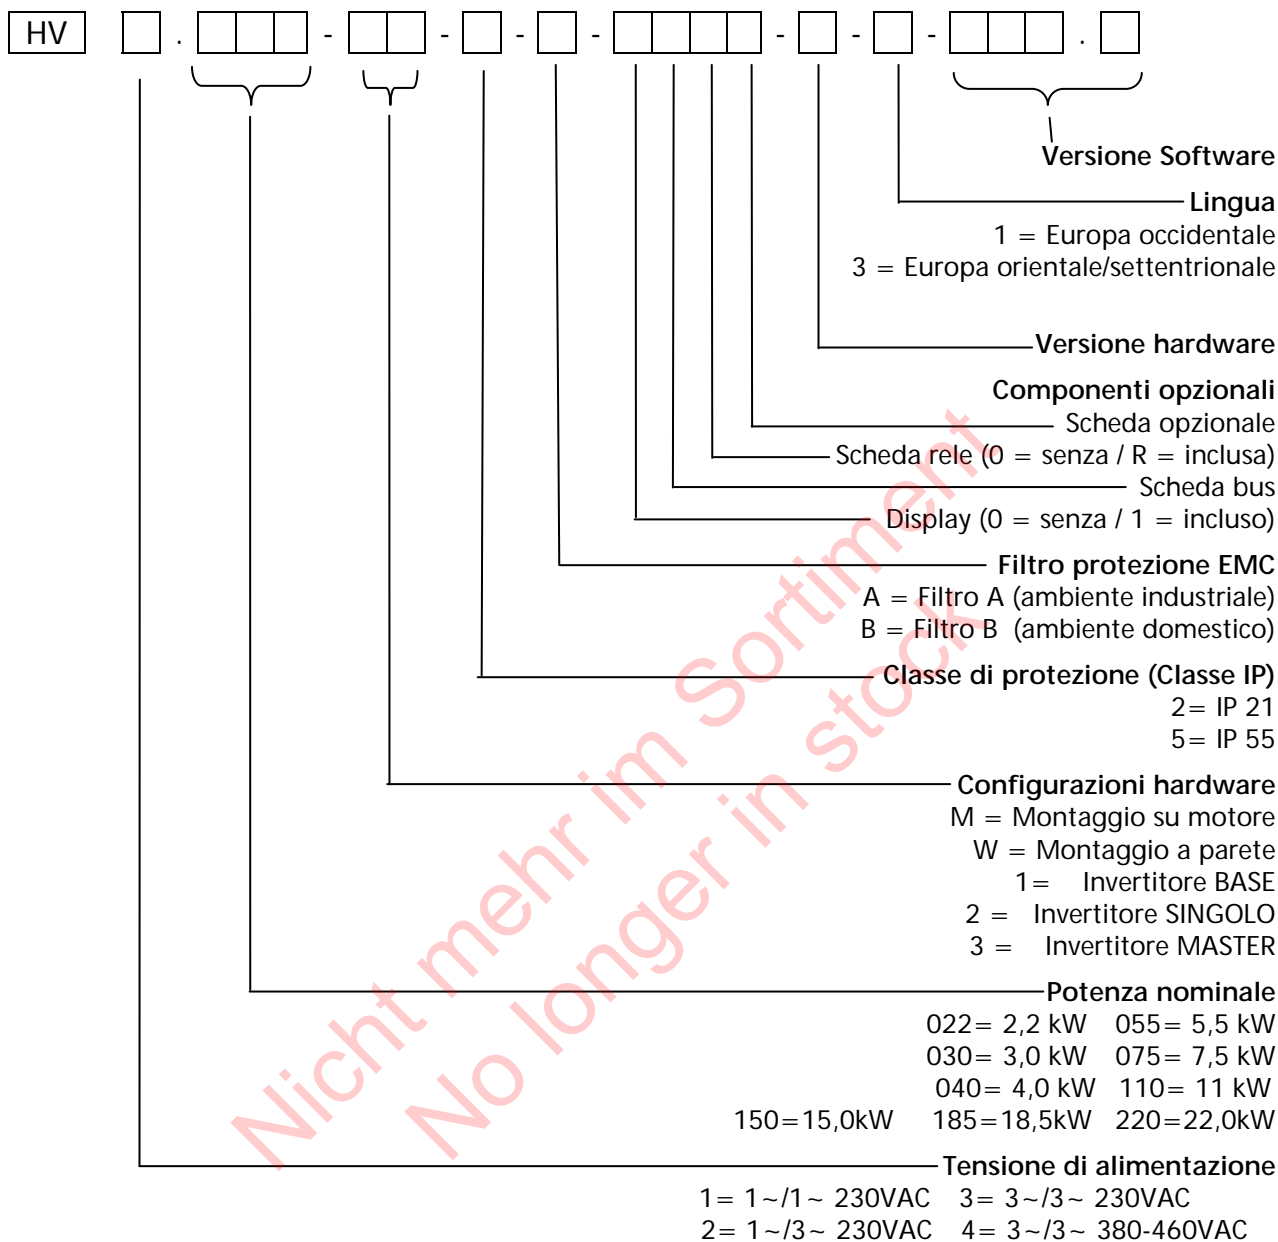 HV . - - - - - - - .
Versione Software
Lingua
1 = Europa occidentale
3 = Europa orientale/settentrionale
Versione hardware
Componenti opzionali
Scheda opzionale
Scheda rele (0 = senza / R = inclusa)
Scheda bus
Display (0 = senza / 1 = incluso)
Filtro protezione EMC
A = Filtro A (ambiente industriale)
B = Filtro B (ambiente domestico)
Classe di protezione (Classe IP)
2= IP 21
5= IP 55
Configurazioni hardware
M = Montaggio su motore
W = Montaggio a parete
1= Invertitore BASE
2 = Invertitore SINGOLO
3 = Invertitore MASTER
Potenza nominale
022= 2,2 kW 055= 5,5 kW
030= 3,0 kW 075= 7,5 kW
040= 4,0 kW 110= 11 kW
150=15,0kW 185=18,5kW 220=22,0kW
Tensione di alimentazione
1= 1~/1~ 230VAC 3= 3~/3~ 230VAC
2= 1~/3~ 230VAC 4= 3~/3~ 380-460VAC
Nicht mehr im Sortiment
No longer in stock